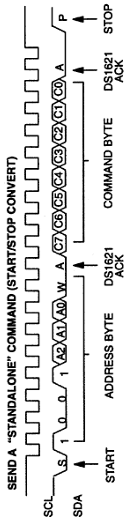 SEND A "STANDALONE" COMMAND (START/STOP CONVERT)
SCL
SDA
S 1 0 0 1 A2 A1 A0 W A C7 C6 C5 C4 C3 C2 C1 C0 A P
START
ADDRESS BYTE
DS1621
ACK
COMMAND BYTE
DS1621
ACK
STOP